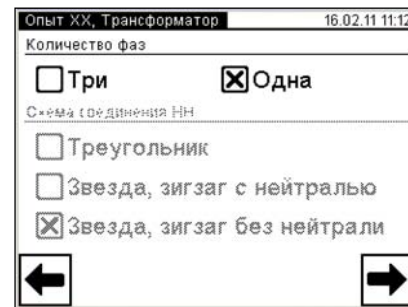 Опыт ХХ, Трансформатор 16.02.11 11:12
Количество фаз
Три Одна
Схема соединения НН
Треугольник
Звезда, зигзаг с нейтралью
Звезда, зигзаг без нейтрали